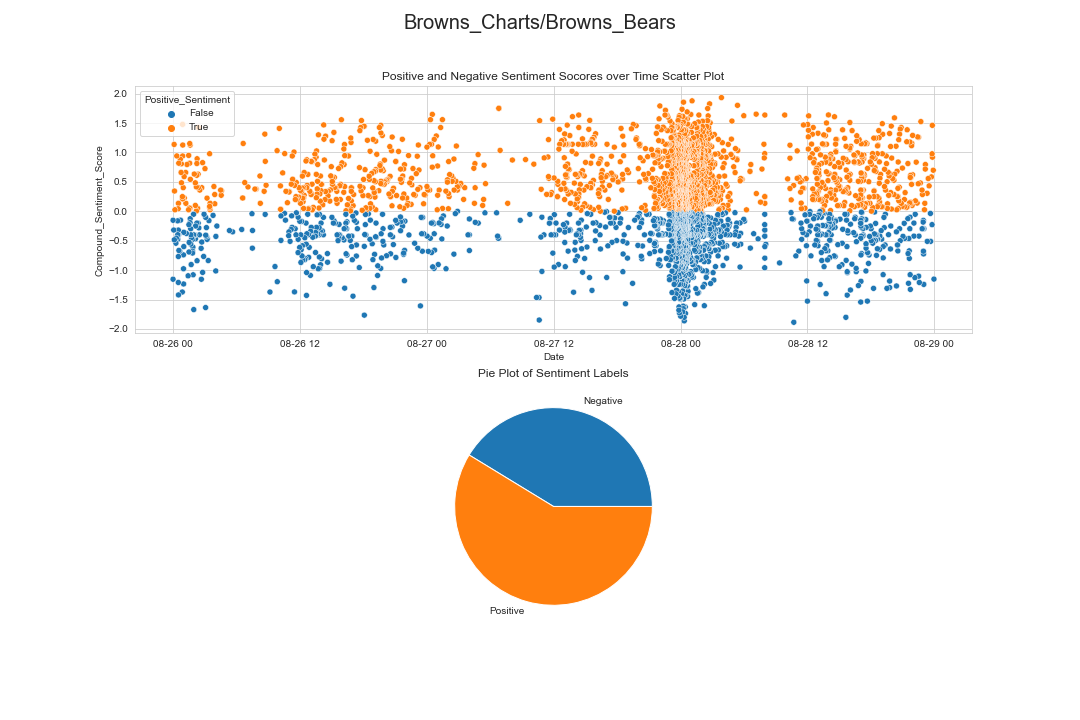 Browns_Charts/Browns_Bears
Positive and Negative Sentiment Socores over Time Scatter Plot
Positive_Sentiment
False
True
Compound_Sentiment_Score
2.0
1.5
1.0
0.5
0.0
−0.5
−1.0
−1.5
−2.0
08-26 00
08-26 12
08-27 00
08-27 12
08-28 00
08-28 12
08-29 00
Date
Pie Plot of Sentiment Labels
Negative
Positive